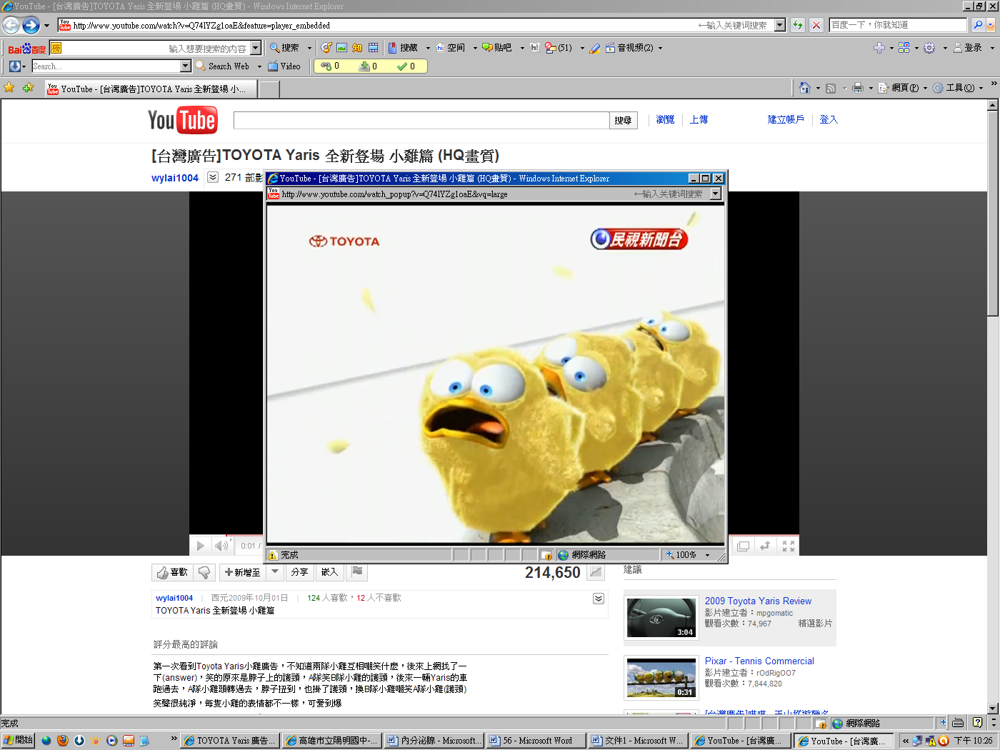 YouTube - [台灣廣告]TOYOTA Yaris 全新登場 小雞篇 (HQ畫質) - Windows Internet Explorer
http://www.youtube.com/watch?v=Q74lYZg1oaE&feature=player_embedded
←输入关键词搜索
百度一下，你就知道
Bai 百度
输入想要搜索的内容
搜索
知
搜藏
hi 空间
贴吧
h!
(51)
音视频(2)
登录
Search...
Search Web
Video
0
0
0
YouTube - [台灣廣告]TOYOTA Yaris 全新登場 小...
網頁(P)
工具(O)
YouTube
搜尋
瀏覽
上傳
建立帳戶
登入
[台灣廣告]TOYOTA Yaris 全新登場 小雞篇 (HQ畫質)
wylai1004
271 部影
YouTube - [台灣廣告]TOYOTA Yaris 全新登場 小雞篇 (HQ畫質) - Windows Internet Explorer
http://www.youtube.com/watch_popup?v=Q74lYZg1oaE&vq=large
←输入关键词搜索
TOYOTA
民視新聞台
0:01 /
完成
網際網路
100%
喜歡
新增至
分享
嵌入
214,650
建議
wylai1004 | 西元2009年10月01日 | 124 人喜歡，12 人不喜歡
TOYOTA Yaris 全新登場 小雞篇
2009 Toyota Yaris Review
影片建立者：mpgomatic
觀看次數：74,967
精選影片
3:04
評分最高的評論
第一次看到Toyota Yaris小雞廣告，不知道兩隊小雞互相嘲笑什麼，後來上網找了一
下(answer)，笑的原來是脖子上的護頸，A隊笑B隊小雞的護頸，後來一輛Yaris的車
跑過去，A隊小雞頭轉過去，脖子扭到，也掛了護頸，換B隊小雞嘲笑A隊小雞(護頸)
笑聲很純淨，每隻小雞的表情都不一樣，可愛到爆
Pixar - Tennis Commercial
影片建立者：rOdRigOO7
觀看次數：7,844,820
0:31
完成
網際網路
開始
TOYOTA Yaris 廣告...
高雄市立陽明國中-...
內分泌腺 - Microsoft...
56 - Microsoft Word
文件1 - Microsoft W...
YouTube - [台灣廣...
YouTube - [台灣廣...
下午 10:26